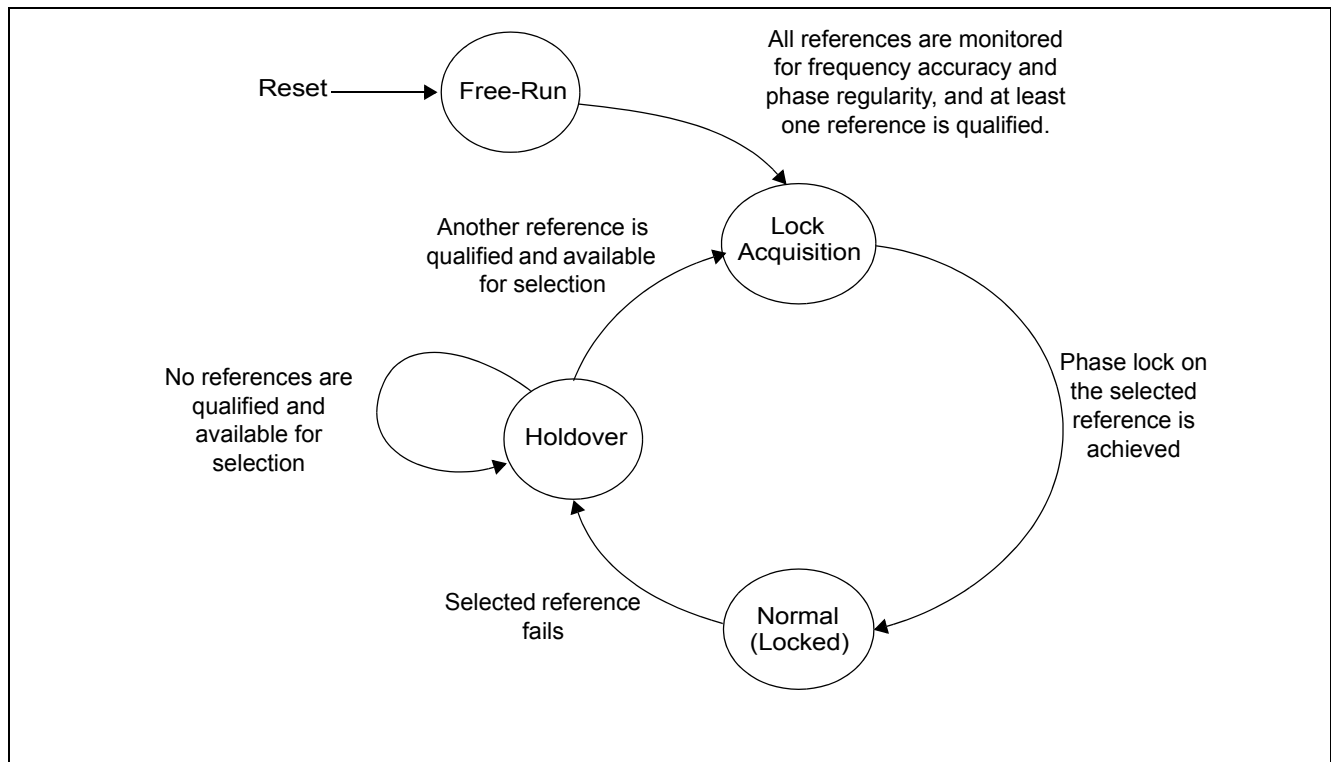 All references are monitored
for frequency accuracy and
phase regularity, and at least
one reference is qualified.
Reset
Free-Run
Another reference is
qualified and available
for selection
Lock
Acquisition
No references are
qualified and
available for
selection
Holdover
Phase lock on
the selected
reference is
achieved
Selected reference
fails
Normal
(Locked)